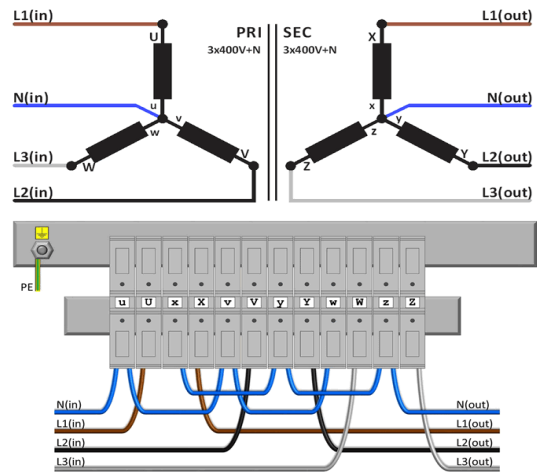 L1(in)
PRI
SEC
L1(out)
3x400V+N
3x400V+N
U
X
N(in)
N(out)
u
v
w
x
y
z
L3(in)
W
V
Z
Y
L2(out)
L2(in)
L3(out)
PE
u U x X v V y Y w W z Z
N(in)
N(out)
L1(in)
L1(out)
L2(in)
L2(out)
L3(in)
L3(out)